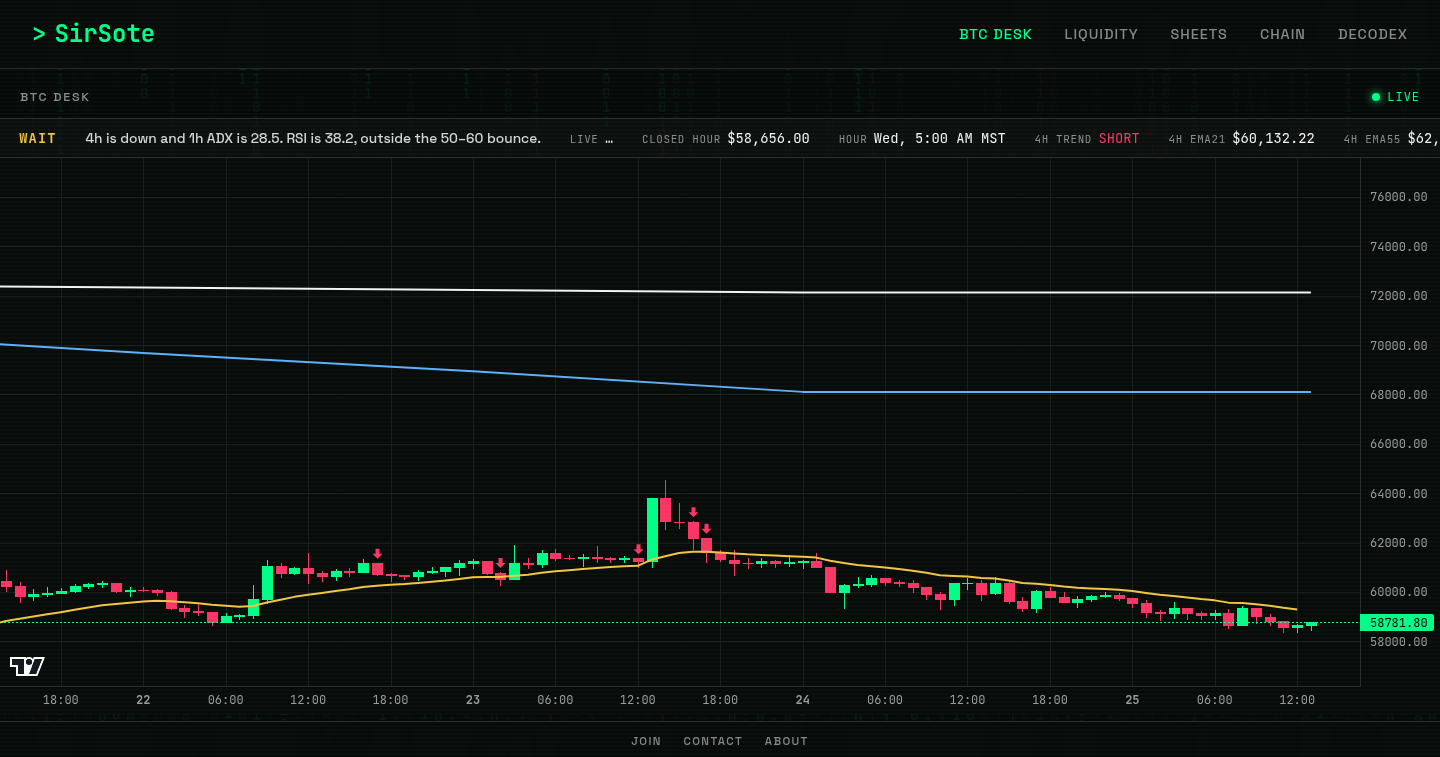 > SirSote
BTC DESK LIQUIDITY SHEETS CHAIN DECODEX
BTC DESK
LIVE
WAIT 4h is down and 1h ADX is 28.5. RSI is 38.2, outside the 50–60 bounce. LIVE … CLOSED HOUR $58,656.00 HOUR Wed, 5:00 AM MST 4H TREND SHORT 4H EMA21 $60,132.22 4H EMA55 $62,
76000.00
74000.00
72000.00
70000.00
68000.00
66000.00
64000.00
62000.00
60000.00
58781.80
58000.00
18:00 22 06:00 12:00 18:00 23 06:00 12:00 18:00 24 06:00 12:00 18:00 25 06:00 12:00
JOIN CONTACT ABOUT